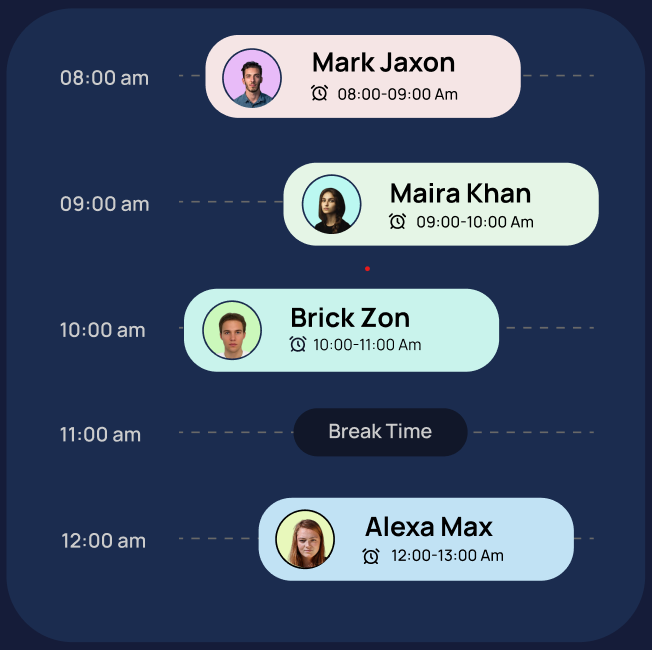 08:00 am
Mark Jaxon
08:00-09:00 Am
09:00 am
Maira Khan
09:00-10:00 Am
10:00 am
Brick Zon
10:00-11:00 Am
11:00 am
Break Time
12:00 am
Alexa Max
12:00-13:00 Am